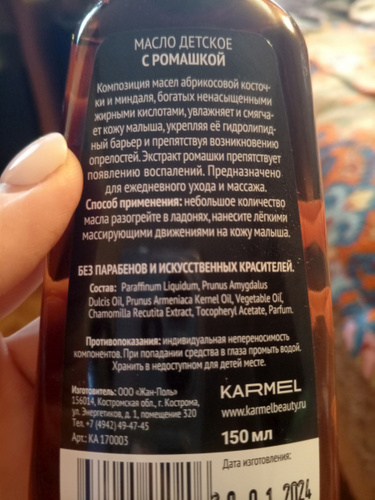 МАСЛО ДЕТСКОЕ
С РОМАШКОЙ
Композиция масел абрикосовой косточ-
ки и миндаля, богатых ненасыщенными
жирными кислотами, увлажняет и смягча-
ет кожу малыша, укрепляя её гидролипид-
ный барьер и препятствуя возникновению
опрелостей. Экстракт ромашки препятствует
появлению воспалений. Предназначено
для ежедневного ухода и массажа.
Способ применения: небольшое количество
масла разогрейте в ладонях, нанесите лёгкими
массирующими движениями на кожу малыша.
БЕЗ ПАРАБЕНОВ И ИСКУССТВЕННЫХ КРАСИТЕЛЕЙ.
Состав: Paraffinum Liquidum, Prunus Amygdalus
Dulcis Oil, Prunus Armeniaca Kernel Oil, Vegetable Oil,
Chamomilla Recutita Extract, Tocopheryl Acetate, Parfum.
Противопоказания: индивидуальная непереносимость
компонентов. При попадании средства в глаза промыть водой.
Хранить в недоступном для детей месте.
Изготовитель: ООО «Жан-Поль»
156014, Костромская обл., г. Кострома,
ул. Энергетиков, д. 1, помещение 320
Тел. +7 (4942) 49-47-45
Арт.: КА 170003
KARMEL
www.karmelbeauty.ru
150 мл
Дата изготовления:
2024